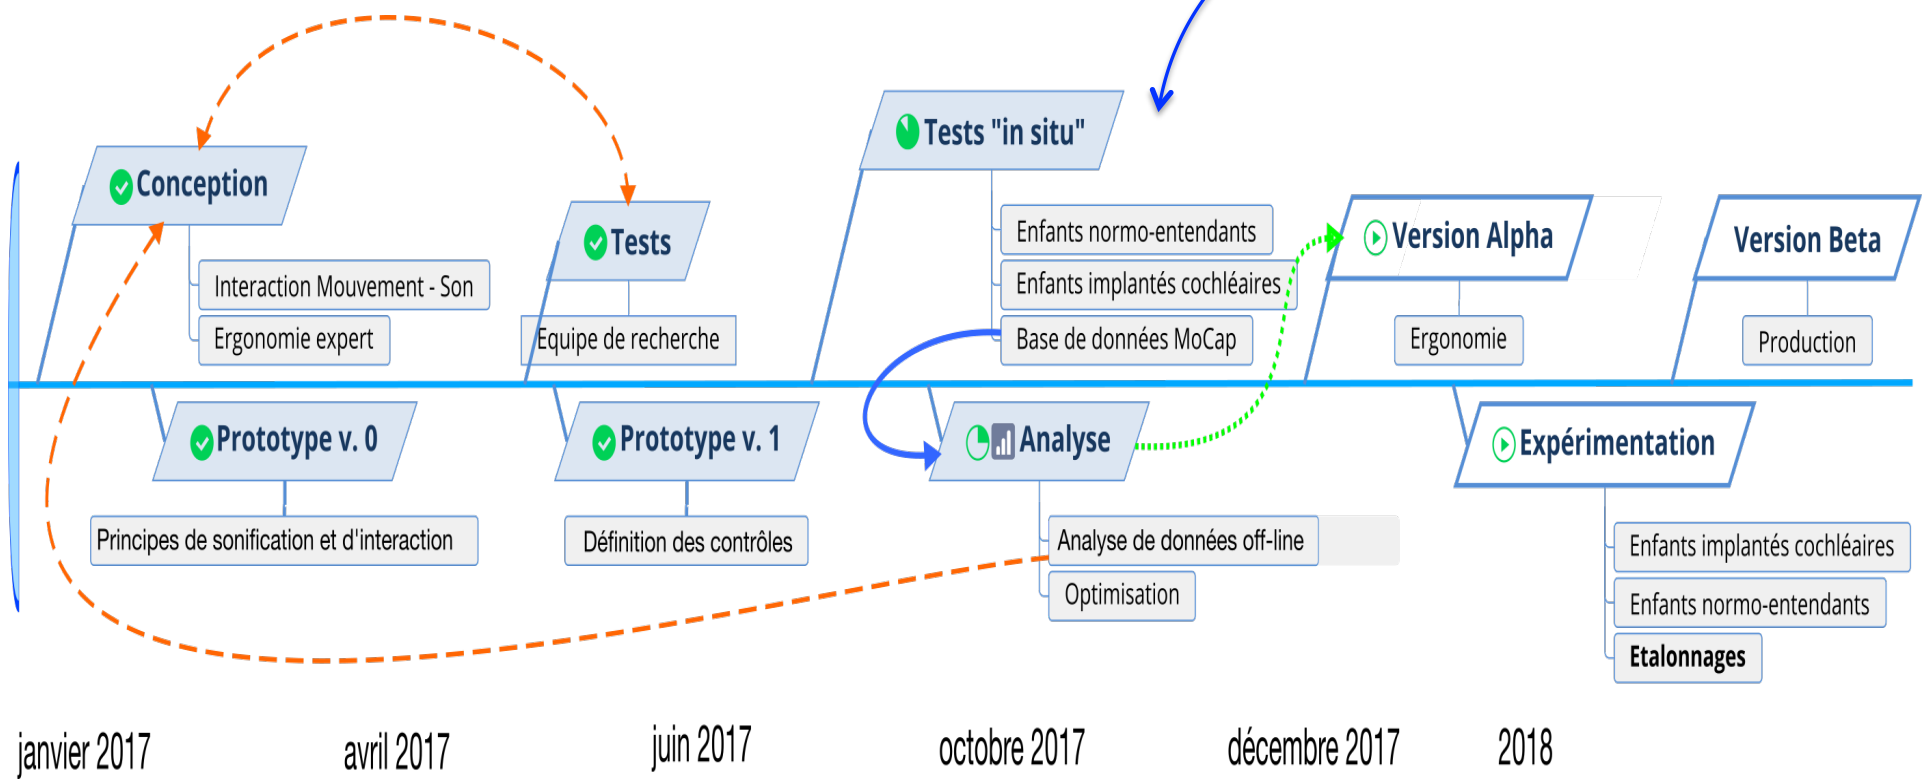 Conception
Interaction Mouvement - Son
Ergonomie expert
Tests
Equipe de recherche
Tests "in situ"
Enfants normo-entendants
Enfants implantés cochléaires
Base de données MoCap
Version Alpha
Ergonomie
Version Beta
Production
Prototype v. 0
Principes de sonification et d'interaction
Prototype v. 1
Définition des contrôles
Analyse
Analyse de données off-line
Optimisation
Expérimentation
Enfants implantés cochléaires
Enfants normo-entendants
Etalonnages
janvier 2017
avril 2017
juin 2017
octobre 2017
décembre 2017
2018